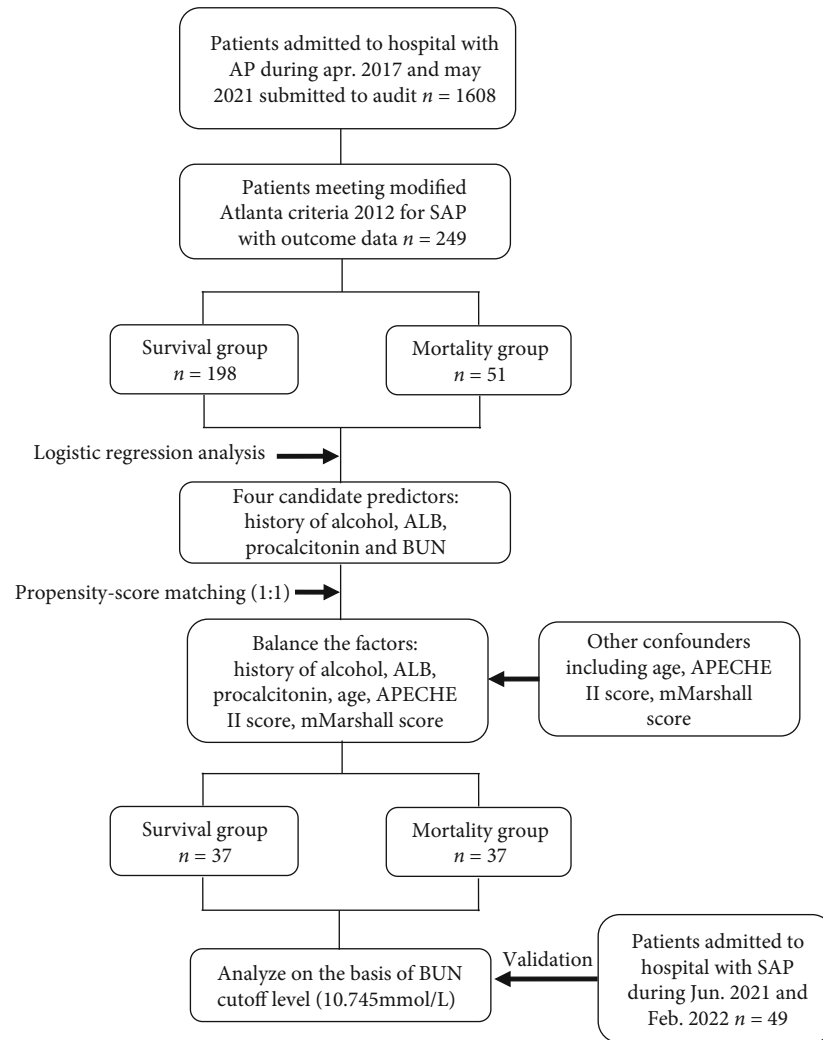 Patients admitted to hospital with
AP during apr. 2017 and may
2021 submitted to audit n = 1608
Patients meeting modified
Atlanta criteria 2012 for SAP
with outcome data n = 249
Survival group
n = 198
Mortality group
n = 51
Logistic regression analysis
Four candidate predictors:
history of alcohol, ALB,
procalcitonin and BUN
Propensity-score matching (1:1)
Balance the factors:
history of alcohol, ALB,
procalcitonin, age, APECHE
II score, mMarshall score
Other confounders
including age, APECHE
II score, mMarshall
score
Survival group
n = 37
Mortality group
n = 37
Analyze on the basis of BUN
cutoff level (10.745mmol/L)
Validation
Patients admitted to
hospital with SAP
during Jun. 2021 and
Feb. 2022 n = 49